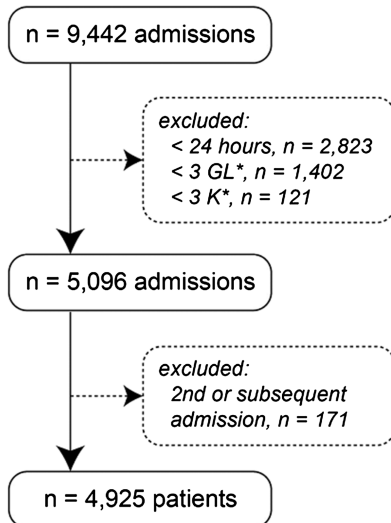 n = 9,442 admissions
excluded:
< 24 hours, n = 2,823
< 3 GL*, n = 1,402
< 3 K*, n = 121
n = 5,096 admissions
excluded:
2nd or subsequent
admission, n = 171
n = 4,925 patients